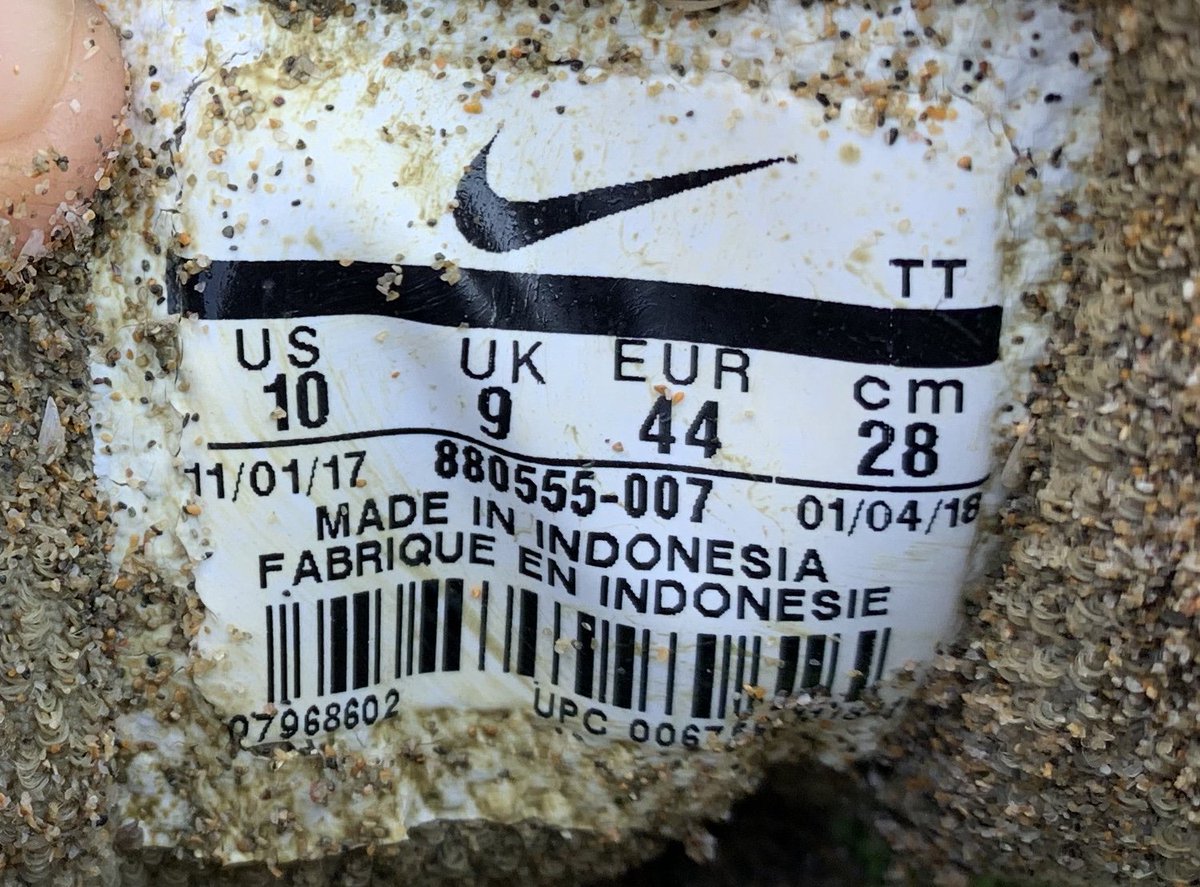 TT
US UK EUR cm
10 9 44 28
11/01/17 880555-007 01/04/18
MADE IN INDONESIA
FABRIQUE EN INDONESIE
07968602 UPC